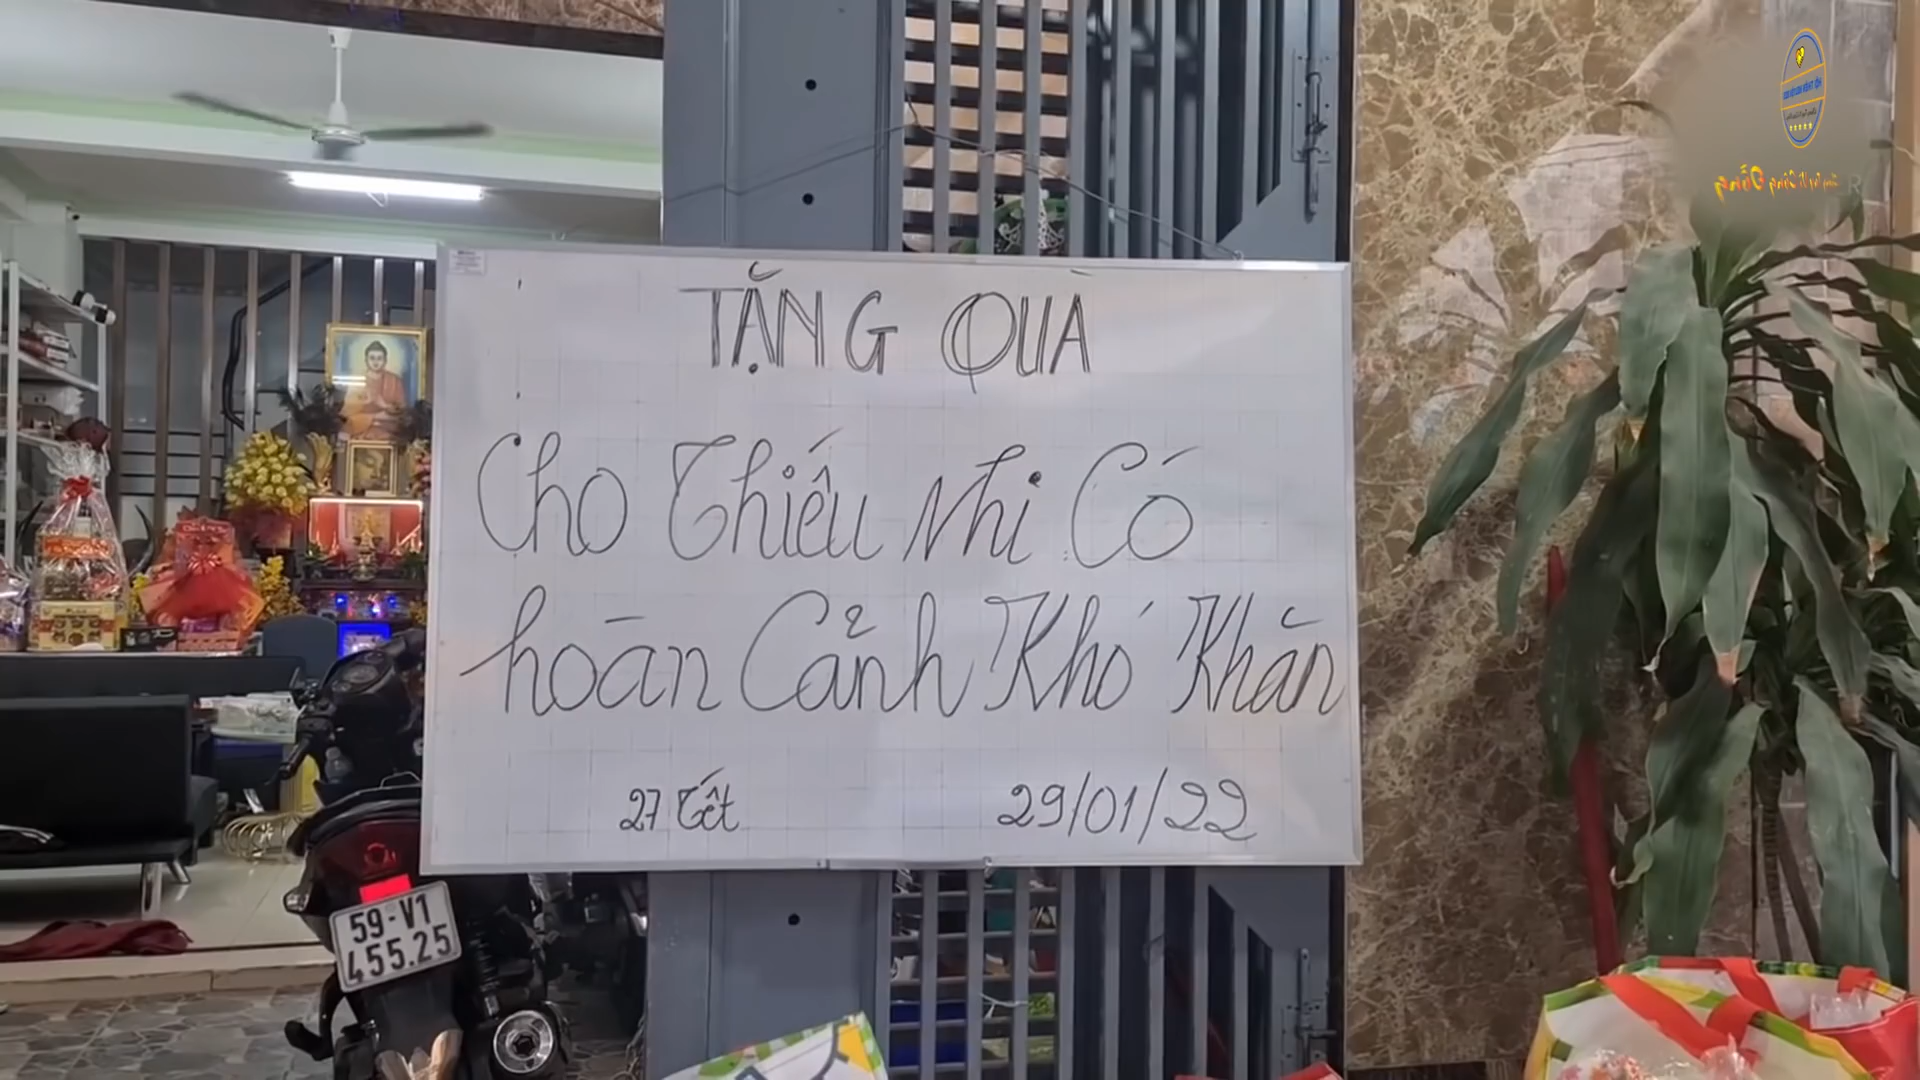 TẶNG QUÀ
Cho Thiếu Nhi Có
hoàn Cảnh Khó Khăn
27 Tết
29/01/22
59-V1
455.25